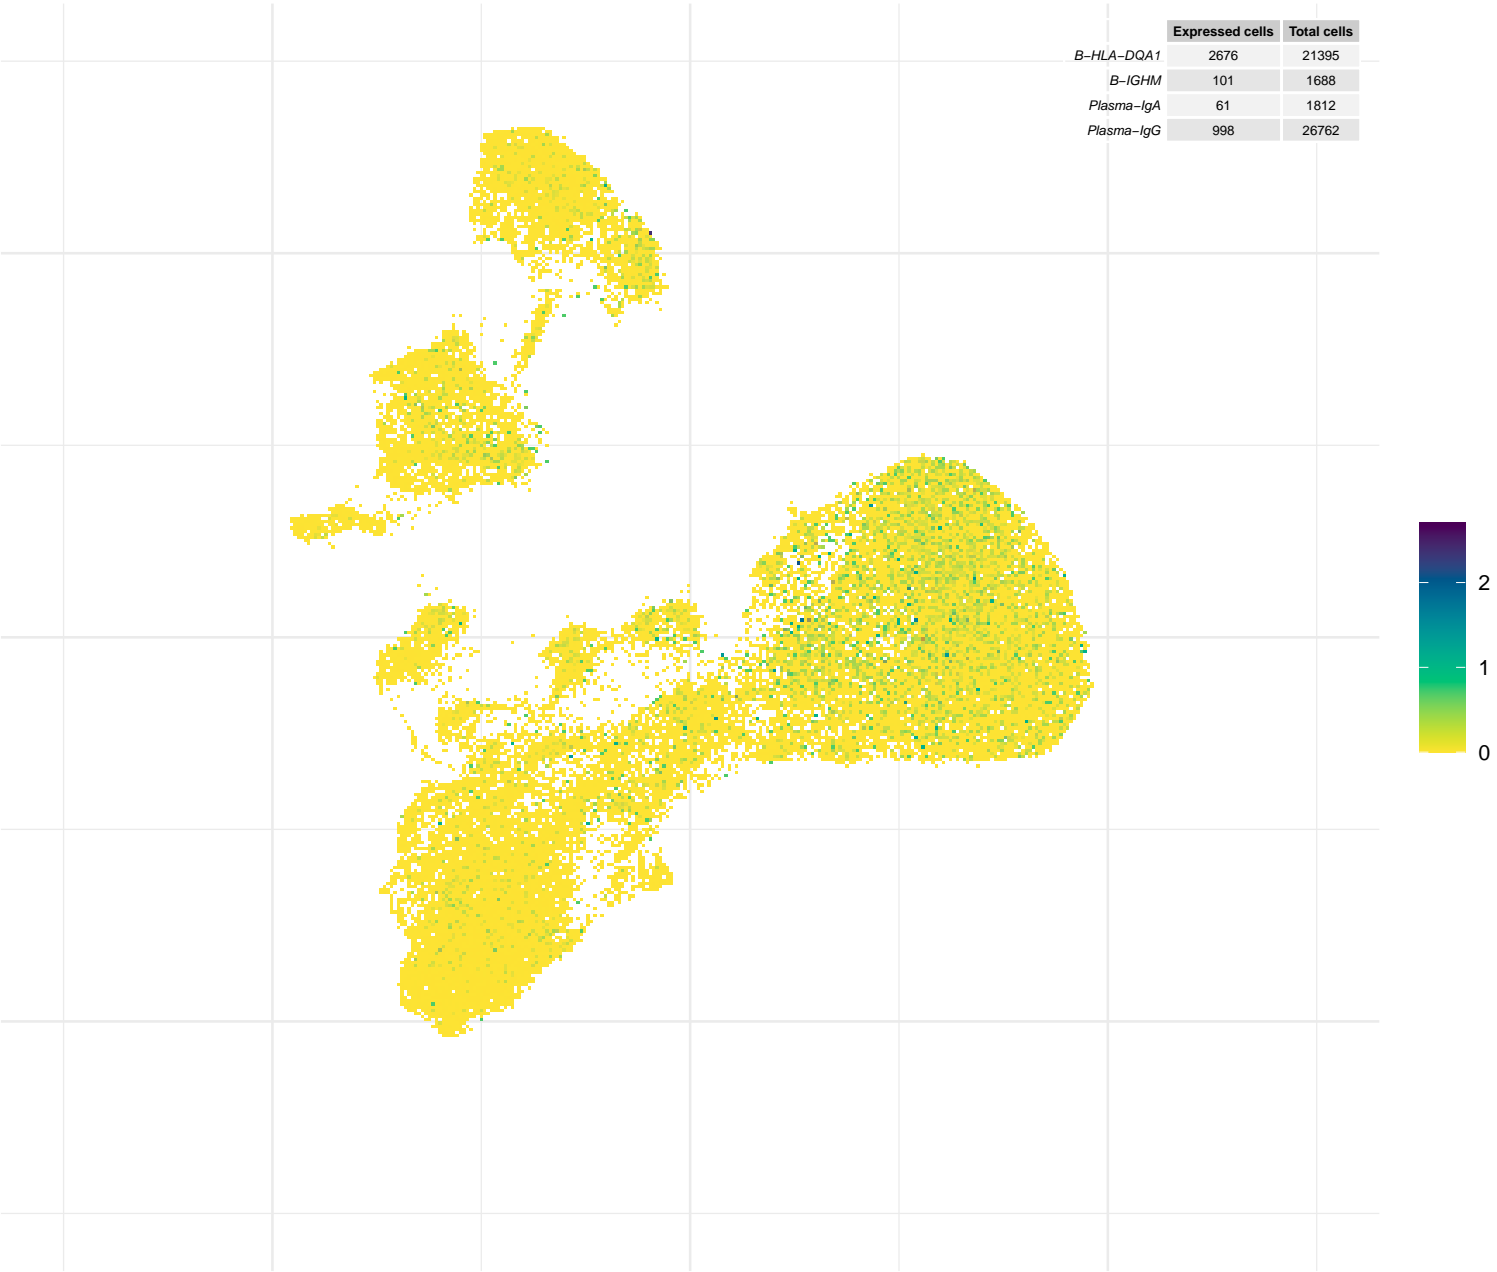 Expressed cells Total cells
B−HLA−DQA1 2676 21395
B−IGHM 101 1688
Plasma−IgA 61 1812
Plasma−IgG 998 26762
2
1
0